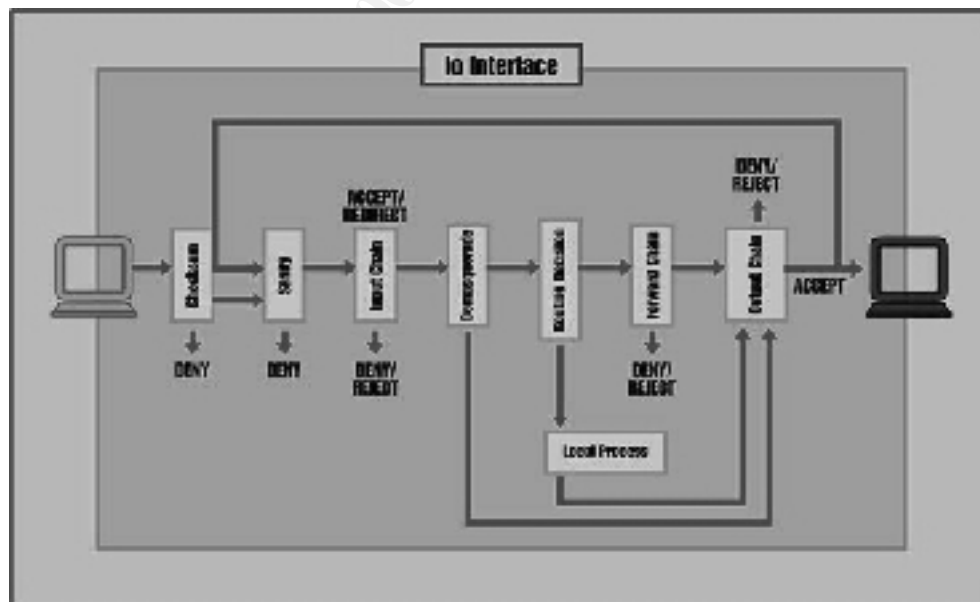 lo Interface
DENY/
REJECT
ACCEPT/
REDIRECT
Checksum
Sanity
Input Chain
Demasquerade
Routing Decision
Forward Chain
Output Chain
ACCEPT
DENY
DENY
DENY/
REJECT
DENY/
REJECT
Local Process